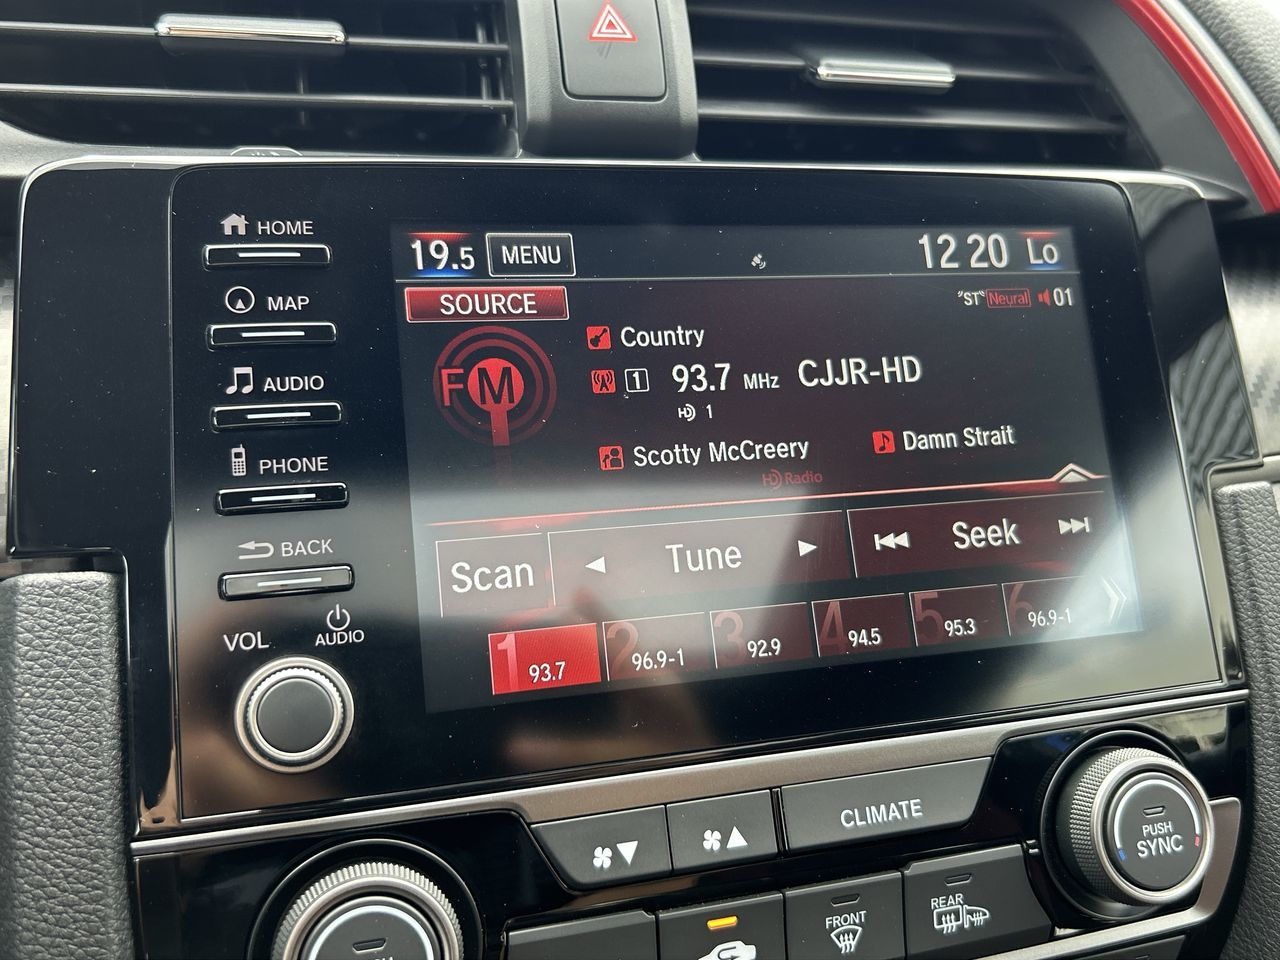 HOME
MAP
AUDIO
PHONE
BACK
VOL
AUDIO
19.5 MENU 12 20 Lo
SOURCE
"ST" Neural 01
FM
Country
1 93.7 MHz CJJR-HD
HD 1
Scotty McCreery Damn Strait
HD Radio
Scan Tune Seek
1 93.7
2 96.9-1
3 92.9
4 94.5
5 95.3
6 96.9-1
CLIMATE
PUSH
SYNC
FRONT
REAR